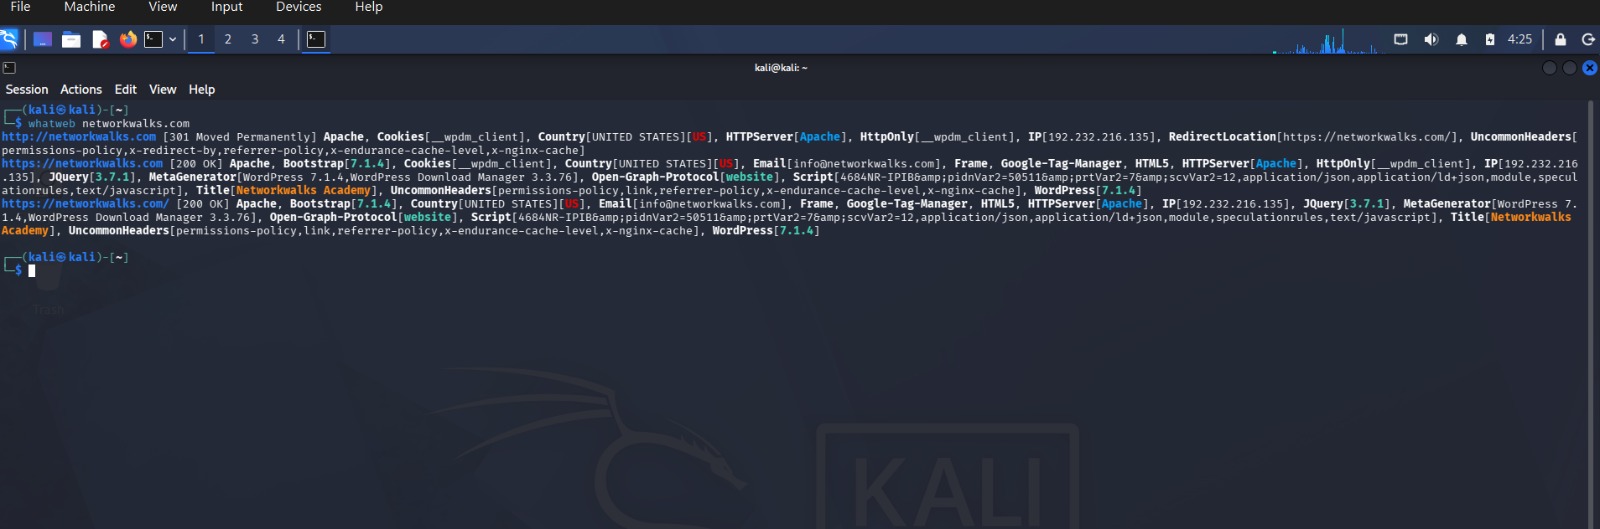 File Machine View Input Devices Help
1 2 3 4 4:25
kali@kali: ~
Session Actions Edit View Help
┌──(kali㉿kali)-[~]
└─$ whatweb networkwalks.com
http://networkwalks.com [301 Moved Permanently] Apache, Cookies[__wpdm_client], Country[UNITED STATES][US], HTTPServer[Apache], HttpOnly[__wpdm_client], IP[192.232.216.135], RedirectLocation[https://networkwalks.com/], UncommonHeaders[
permissions-policy,x-redirect-by,referrer-policy,x-endurance-cache-level,x-nginx-cache]
https://networkwalks.com [200 OK] Apache, Bootstrap[7.1.4], Cookies[__wpdm_client], Country[UNITED STATES][US], Email[info@networkwalks.com], Frame, Google-Tag-Manager, HTML5, HTTPServer[Apache], HttpOnly[__wpdm_client], IP[192.232.216
.135], JQuery[3.7.1], MetaGenerator[WordPress 7.1.4,WordPress Download Manager 3.3.76], Open-Graph-Protocol[website], Script[4684NR-IPIB&amp;pidnVar2=50511&amp;prtVar2=7&amp;scvVar2=12,application/json,application/ld+json,module,specul
ationrules,text/javascript], Title[Networkwalks Academy], UncommonHeaders[permissions-policy,link,referrer-policy,x-endurance-cache-level,x-nginx-cache], WordPress[7.1.4]
https://networkwalks.com/ [200 OK] Apache, Bootstrap[7.1.4], Country[UNITED STATES][US], Email[info@networkwalks.com], Frame, Google-Tag-Manager, HTML5, HTTPServer[Apache], IP[192.232.216.135], JQuery[3.7.1], MetaGenerator[WordPress 7.
1.4,WordPress Download Manager 3.3.76], Open-Graph-Protocol[website], Script[4684NR-IPIB&amp;pidnVar2=50511&amp;prtVar2=7&amp;scvVar2=12,application/json,application/ld+json,module,speculationrules,text/javascript], Title[Networkwalks
Academy], UncommonHeaders[permissions-policy,link,referrer-policy,x-endurance-cache-level,x-nginx-cache], WordPress[7.1.4]
┌──(kali㉿kali)-[~]
└─$
Trash
KALI